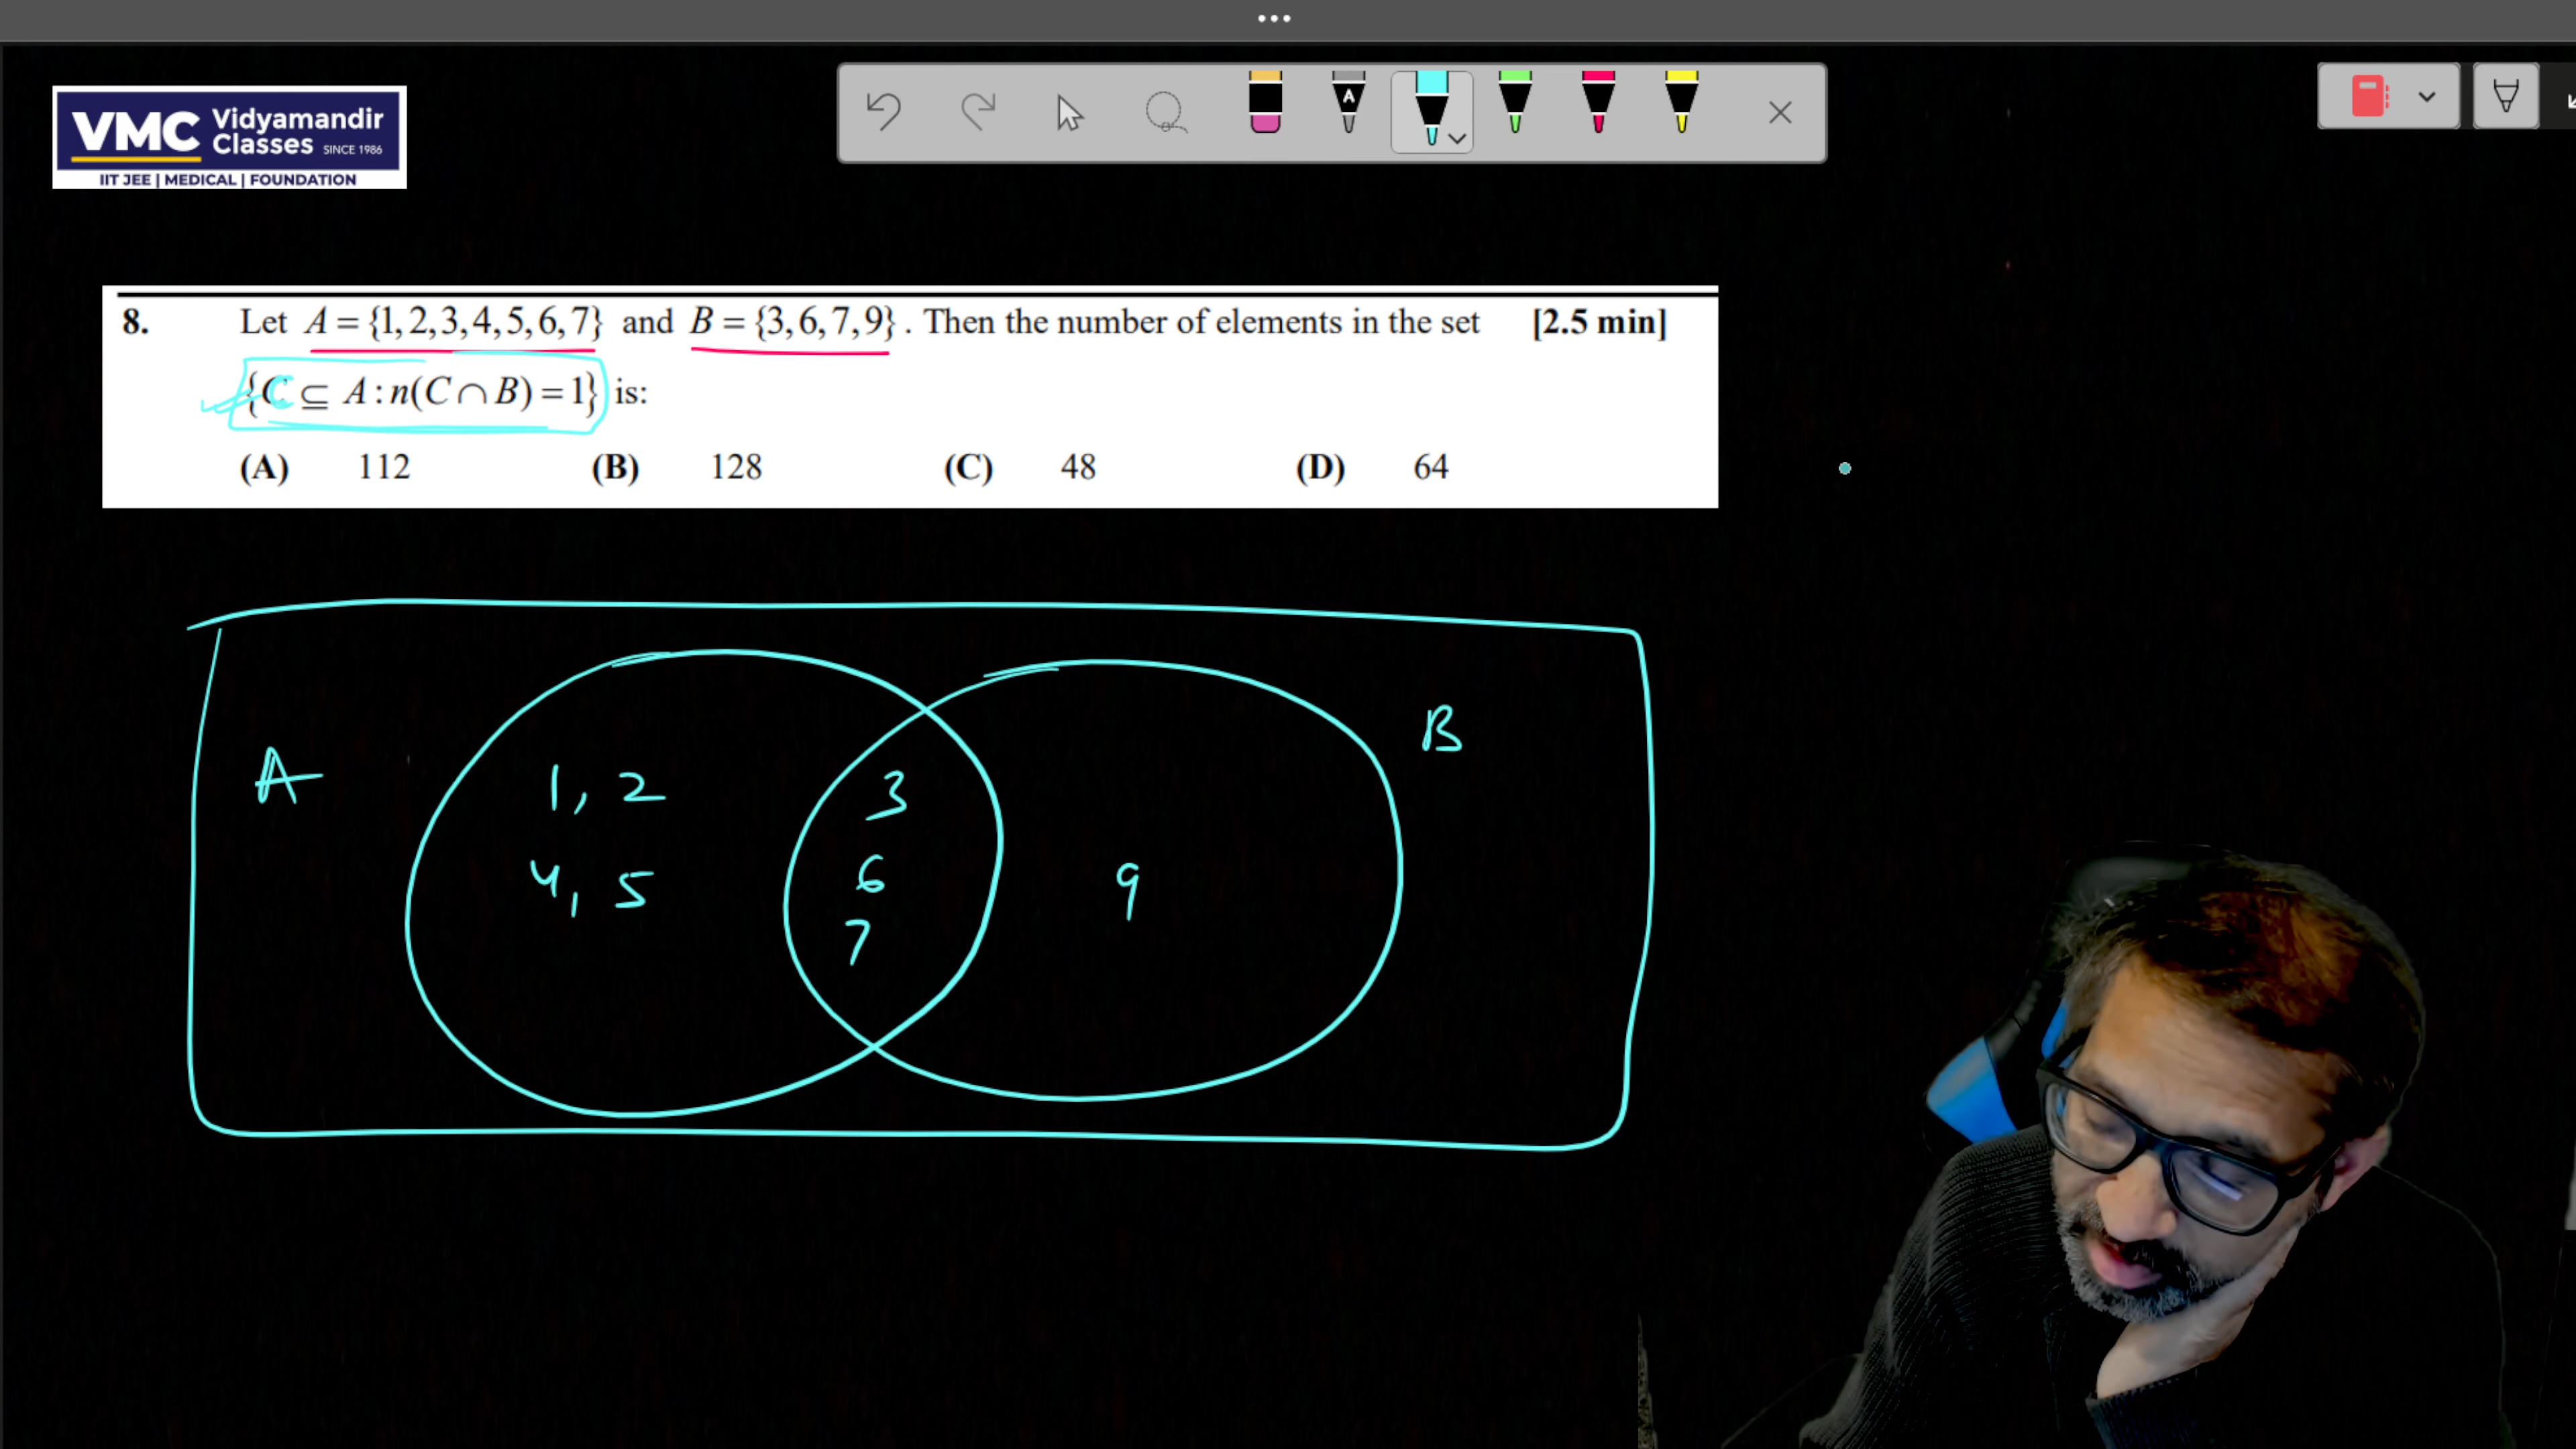 VMC Vidyamandir Classes SINCE 1986
IIT JEE | MEDICAL | FOUNDATION
A
8. Let A = {1,2,3,4,5,6,7} and B = {3,6,7,9}. Then the number of elements in the set [2.5 min]
{C ⊆ A : n(C ∩ B) = 1} is:
(A) 112 (B) 128 (C) 48 (D) 64
A
B
1, 2
4, 5
3
6
7
9